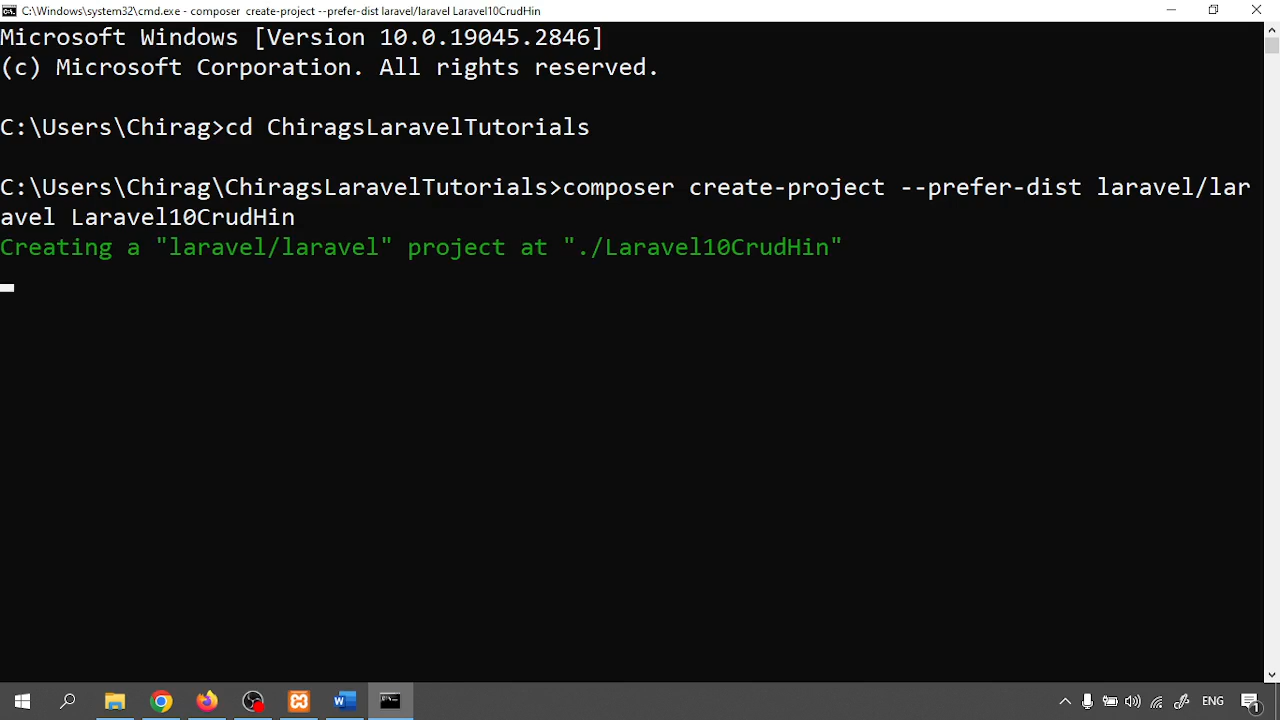 C:\Windows\system32\cmd.exe - composer create-project --prefer-dist laravel/laravel Laravel10CrudHin
Microsoft Windows [Version 10.0.19045.2846]
(c) Microsoft Corporation. All rights reserved.
C:\Users\Chirag>cd ChiragsLaravelTutorials
C:\Users\Chirag\ChiragsLaravelTutorials>composer create-project --prefer-dist laravel/lar
avel Laravel10CrudHin
Creating a "laravel/laravel" project at "./Laravel10CrudHin"
ENG
1